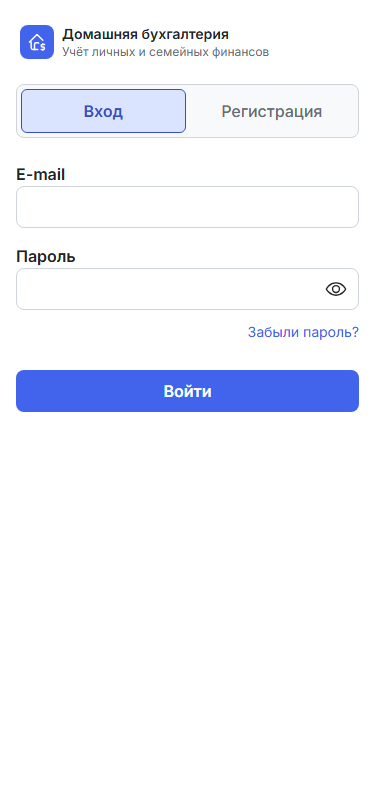 Домашняя бухгалтерия
Учёт личных и семейных финансов
Вход
Регистрация
E-mail
Пароль
Забыли пароль?
Войти